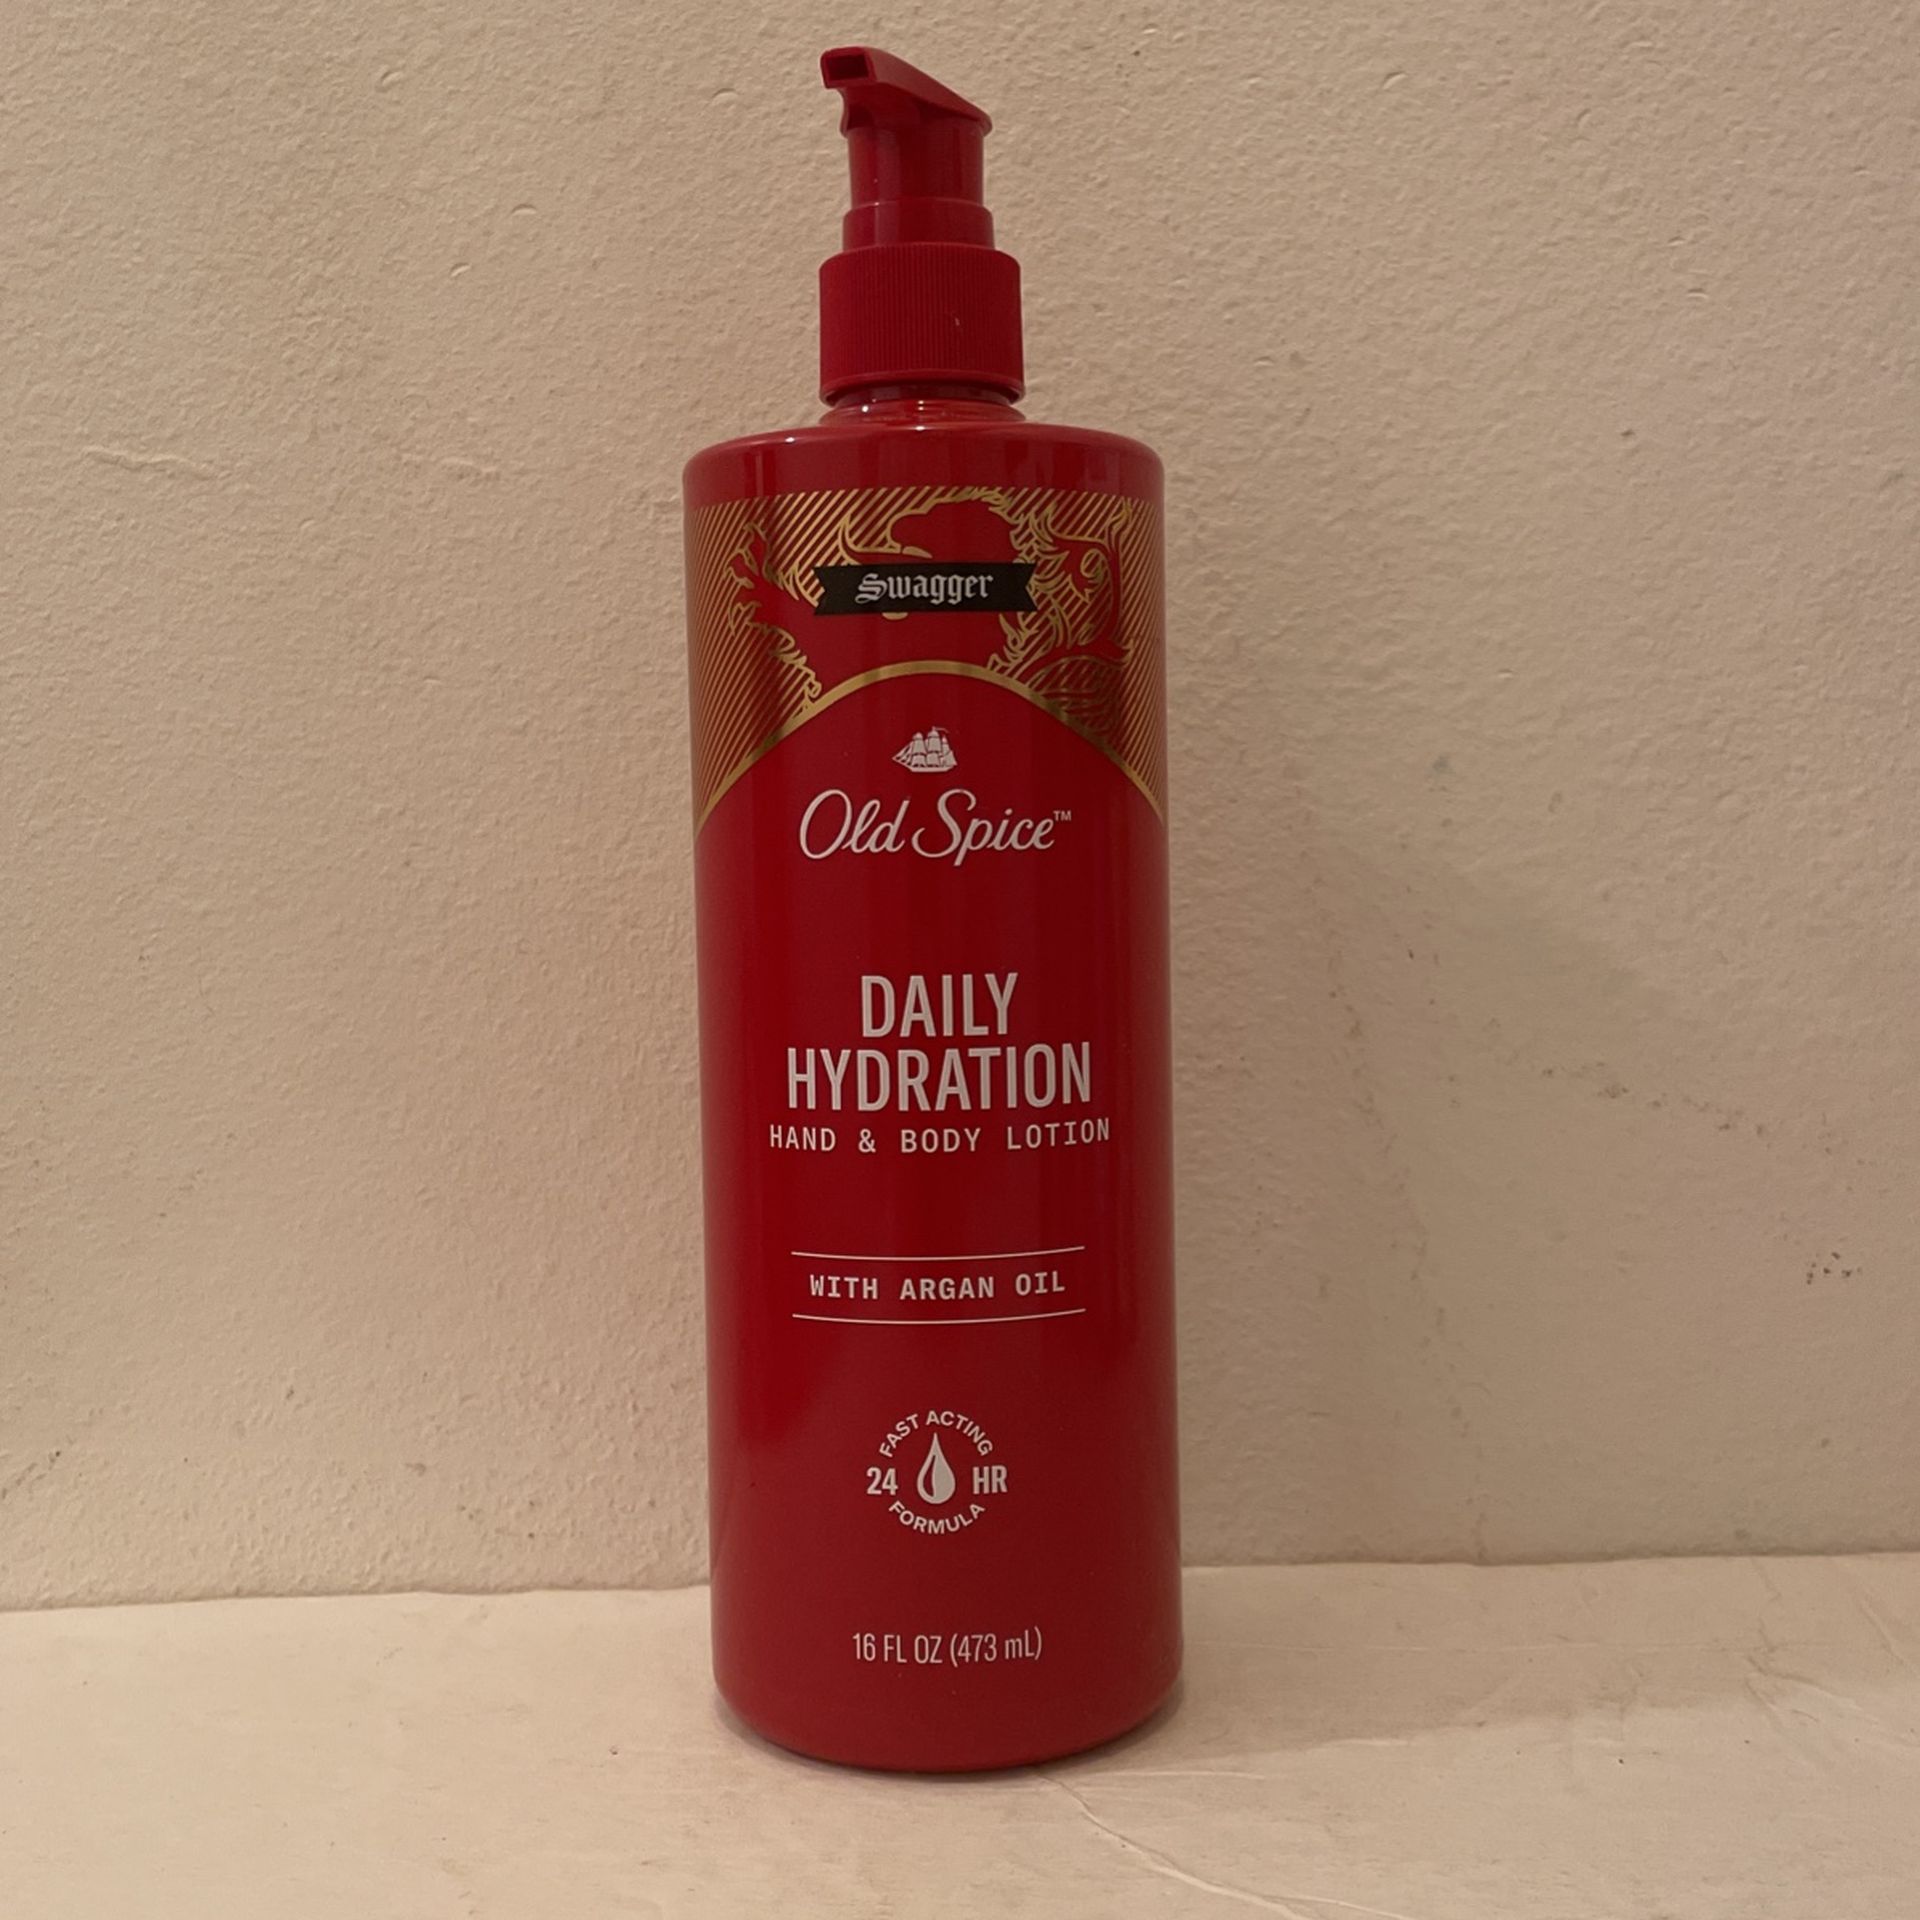 Swagger
Old Spice™
DAILY
HYDRATION
HAND & BODY LOTION
WITH ARGAN OIL
FAST ACTING
24 HR
FORMULA
16 FL OZ (473 mL)